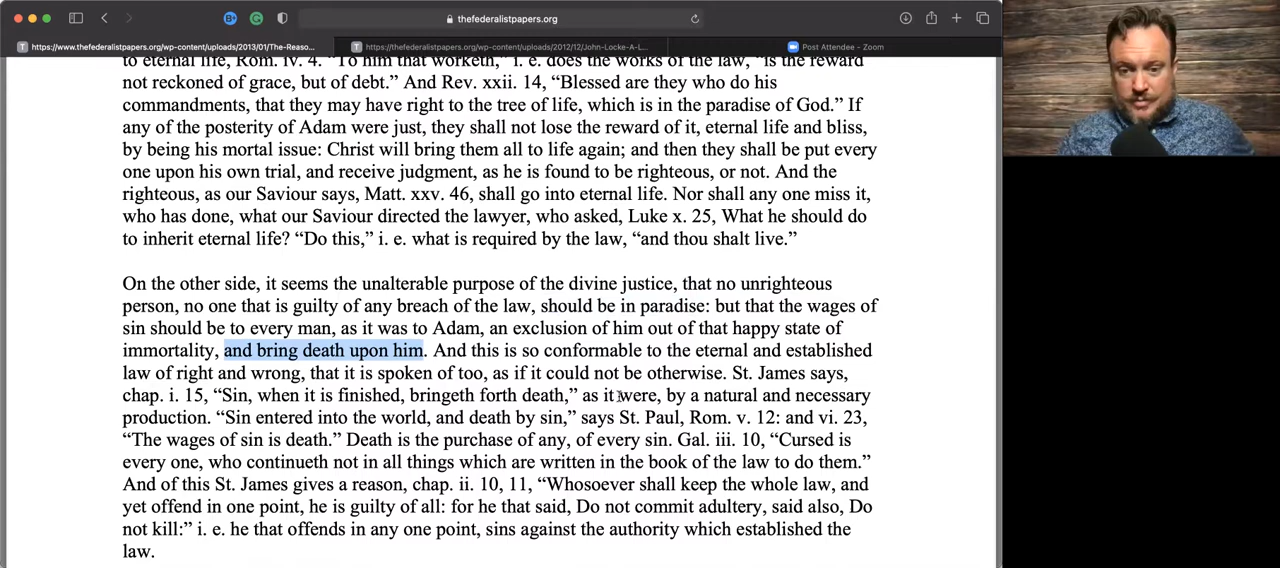 thefederalistpapers.org
T https://www.thefederalistpapers.org/wp-content/uploads/2013/01/The-Reaso...
T https://thefederalistpapers.org/wp-content/uploads/2012/12/John-Locke-A-L...
Post Attendee - Zoom
to eternal life, Rom. iv. 4. “To him that worketh,” i. e. does the works of the law, “is the reward
not reckoned of grace, but of debt.” And Rev. xxii. 14, “Blessed are they who do his
commandments, that they may have right to the tree of life, which is in the paradise of God.” If
any of the posterity of Adam were just, they shall not lose the reward of it, eternal life and bliss,
by being his mortal issue: Christ will bring them all to life again; and then they shall be put every
one upon his own trial, and receive judgment, as he is found to be righteous, or not. And the
righteous, as our Saviour says, Matt. xxv. 46, shall go into eternal life. Nor shall any one miss it,
who has done, what our Saviour directed the lawyer, who asked, Luke x. 25, What he should do
to inherit eternal life? “Do this,” i. e. what is required by the law, “and thou shalt live.”
On the other side, it seems the unalterable purpose of the divine justice, that no unrighteous
person, no one that is guilty of any breach of the law, should be in paradise: but that the wages of
sin should be to every man, as it was to Adam, an exclusion of him out of that happy state of
immortality, and bring death upon him. And this is so conformable to the eternal and established
law of right and wrong, that it is spoken of too, as if it could not be otherwise. St. James says,
chap. i. 15, “Sin, when it is finished, bringeth forth death,” as it were, by a natural and necessary
production. “Sin entered into the world, and death by sin,” says St. Paul, Rom. v. 12: and vi. 23,
“The wages of sin is death.” Death is the purchase of any, of every sin. Gal. iii. 10, “Cursed is
every one, who continueth not in all things which are written in the book of the law to do them.”
And of this St. James gives a reason, chap. ii. 10, 11, “Whosoever shall keep the whole law, and
yet offend in one point, he is guilty of all: for he that said, Do not commit adultery, said also, Do
not kill:” i. e. he that offends in any one point, sins against the authority which established the
law.